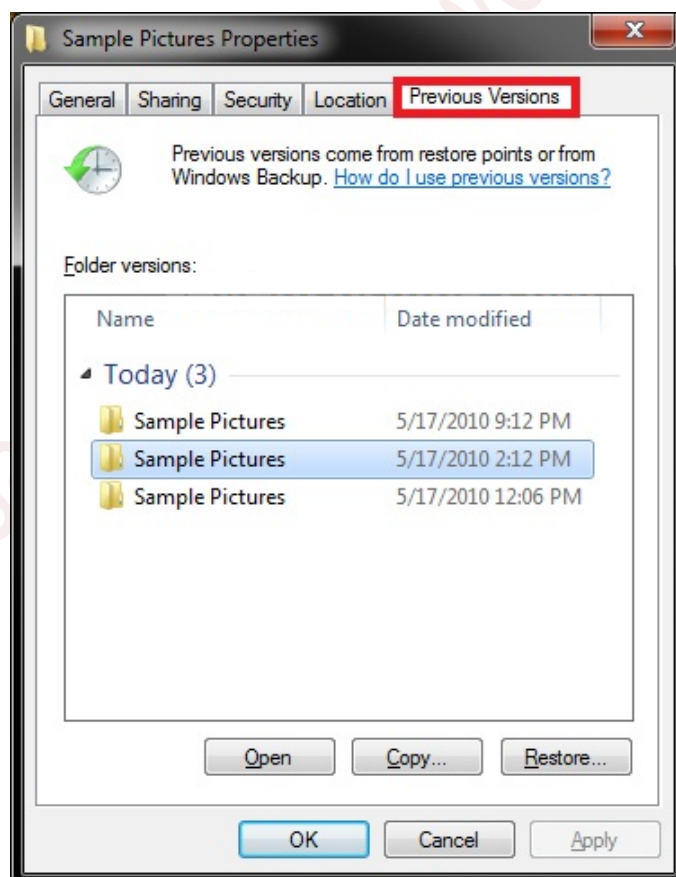 Sample Pictures Properties
General Sharing Security Location Previous Versions
Previous versions come from restore points or from
Windows Backup. How do I use previous versions?
Folder versions:
Name Date modified
Today (3)
Sample Pictures 5/17/2010 9:12 PM
Sample Pictures 5/17/2010 2:12 PM
Sample Pictures 5/17/2010 12:06 PM
Open Copy... Restore...
OK Cancel Apply